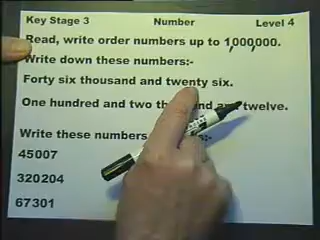 Key Stage 3 Number Level 4
Read, write order numbers up to 1,000,000.
Write down these numbers:-
Forty six thousand and twenty six.
One hundred and two and twelve.
Write these numbers :-
45007
320204
67301